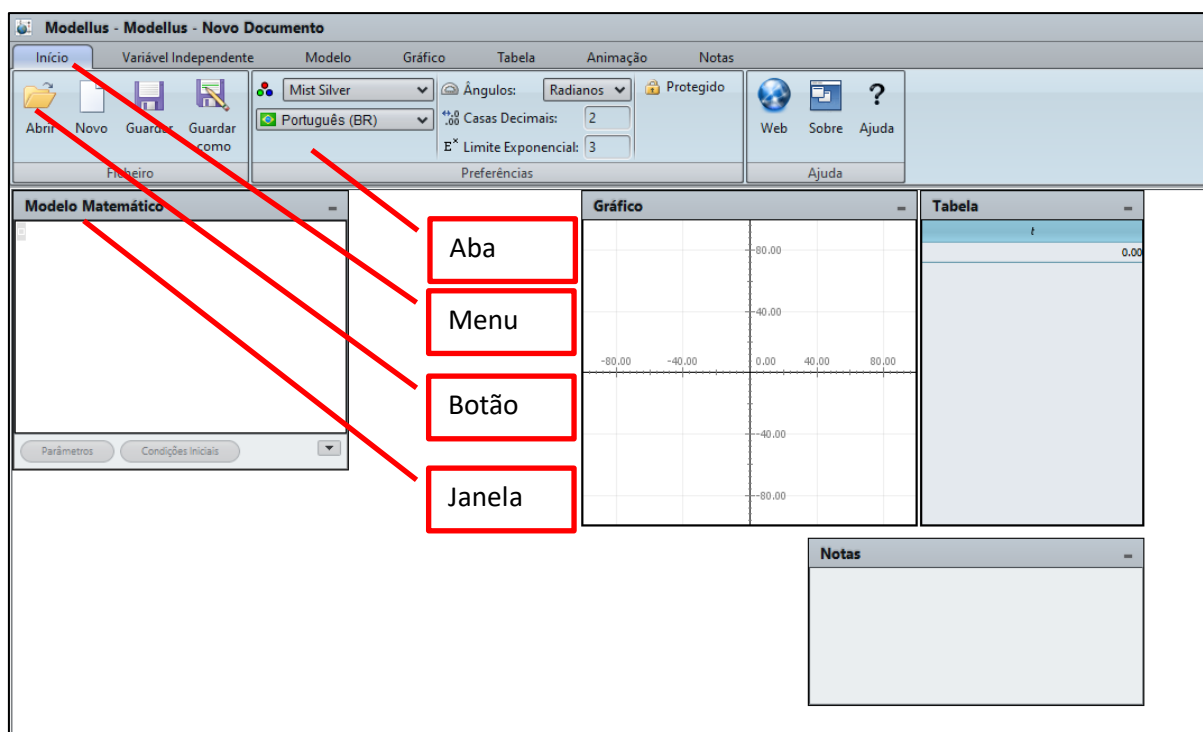 Modellus - Modellus - Novo Documento
Início Variável Independente Modelo Gráfico Tabela Animação Notas
Mist Silver Ângulos: Radianos Protegido
Português (BR) Casas Decimais: 2
Abrir Novo Guardar Guardar como Web Sobre Ajuda
Limite Exponencial: 3
Ficheiro Preferências Ajuda
Modelo Matemático Gráfico Tabela
t
0.00
Aba
80.00
Menu
40.00
-80.00 -40.00 0.00 40.00 80.00
Botão
-40.00
Parâmetros Condições Iniciais
Janela
-80.00
Notas